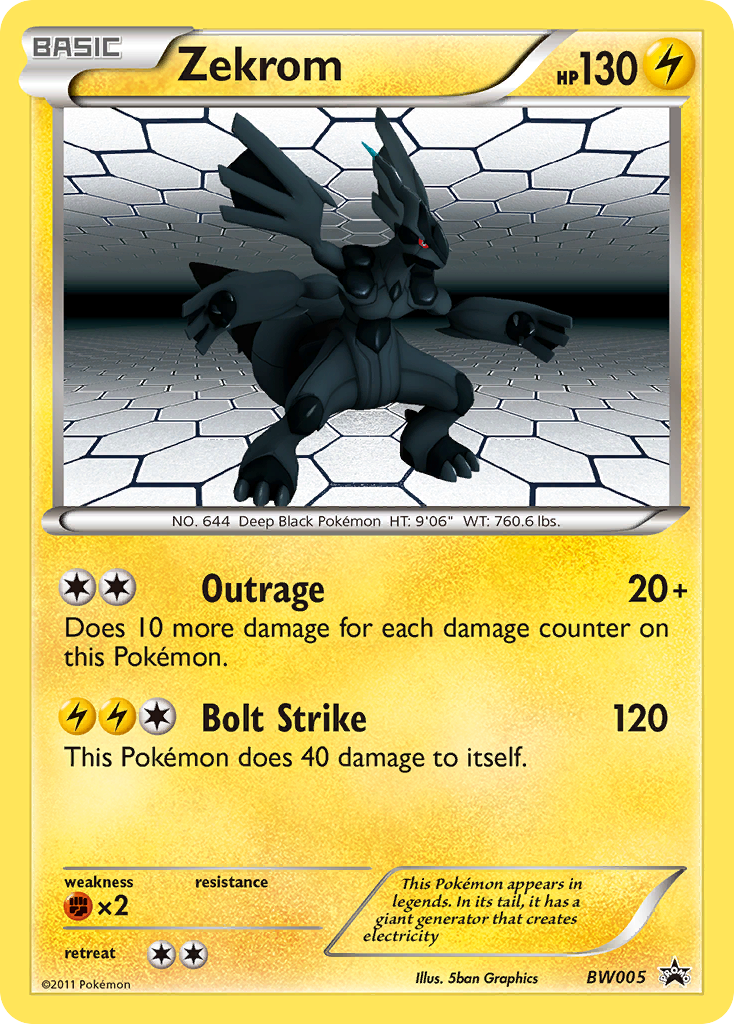 BASIC Zekrom HP130
NO. 644 Deep Black Pokémon HT: 9'06" WT: 760.6 lbs.
Outrage 20+
Does 10 more damage for each damage counter on
this Pokémon.
Bolt Strike 120
This Pokémon does 40 damage to itself.
weakness resistance
×2
retreat
This Pokémon appears in
legends. In its tail, it has a
giant generator that creates
electricity
©2011 Pokémon Illus. 5ban Graphics BW005 PROMO